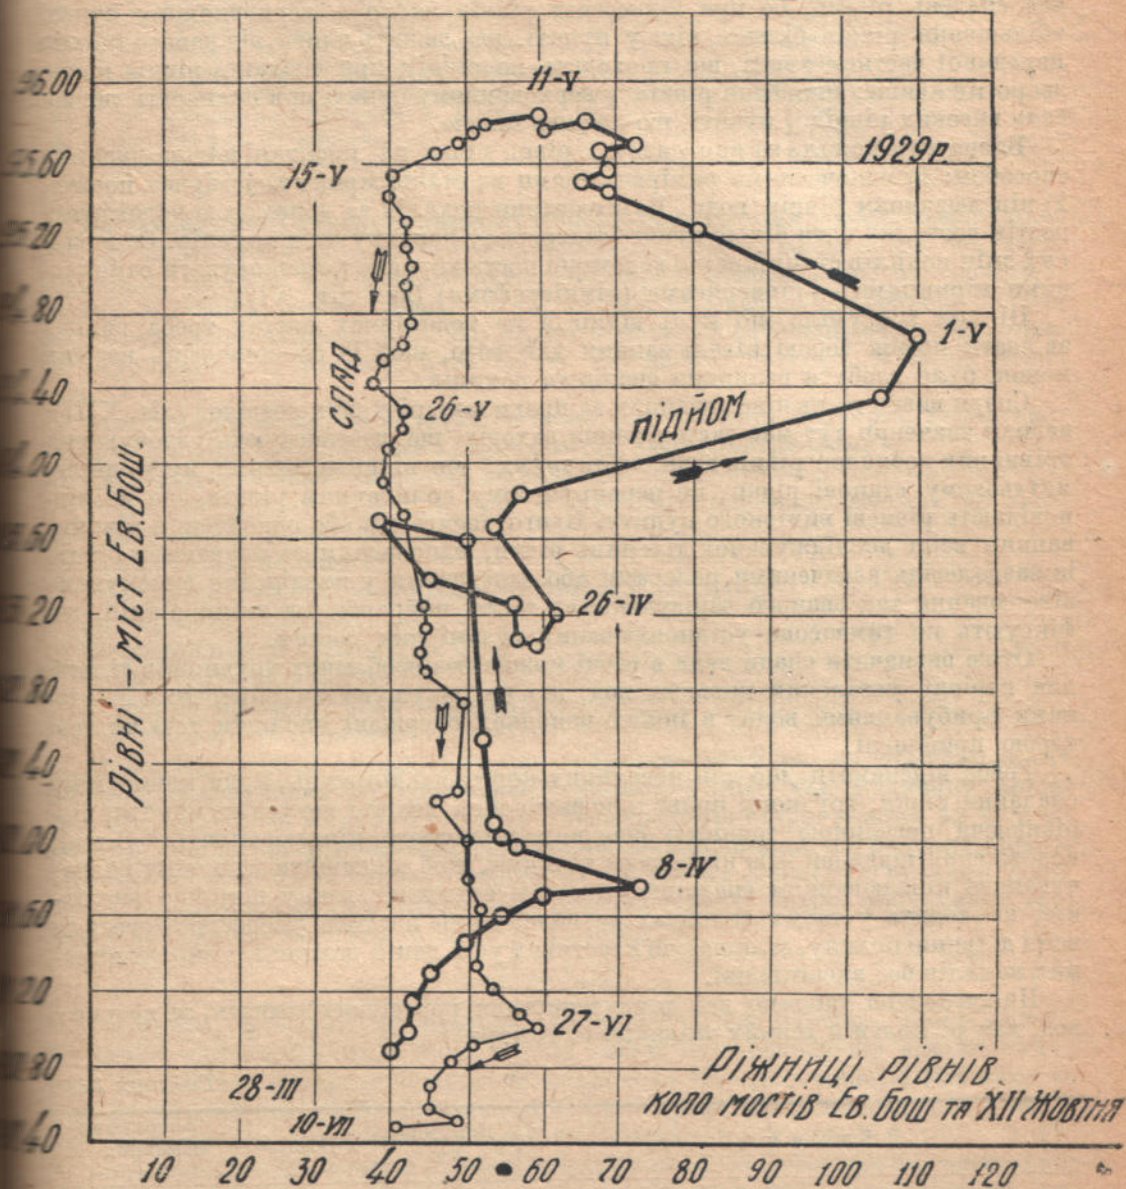 11-V
96.00
1929 р.
95.60
15-V
1-V
СПАД
26-V
ПІДЙОМ
26-IV
РІВНІ – МІСТ ЕВ. БОШ.
8-IV
27-VI
РІЖНИЦІ РІВНІВ
КОЛО МОСТІВ ЕВ. БОШ ТА XII ЖОВТНЯ
28-III
10-VII
10 20 30 40 50 60 70 80 90 100 110 120